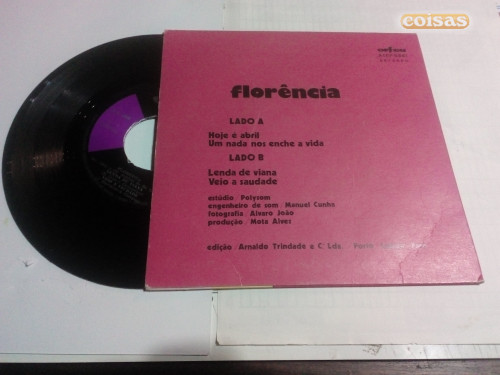 coisas
florência
LADO A
Hoje é abril
Um nada nos enche a vida
LADO B
Lenda de viana
Veio a saudade
estúdio / Polysom
engenheiro de som / Manuel Cunha
fotografia / Alvaro João
produção / Mota Alves
edição / Arnaldo Trindade e Cª Lda.